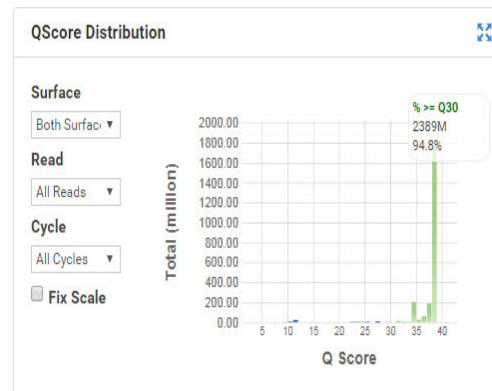 QScore Distribution
Surface
Both Surfac
Read
All Reads
Cycle
All Cycles
Fix Scale
% >= Q30
2389M
94.8%
Total (million)
2000.00
1800.00
1600.00
1400.00
1200.00
1000.00
800.00
600.00
400.00
200.00
0.00
5 10 15 20 25 30 35 40
Q Score